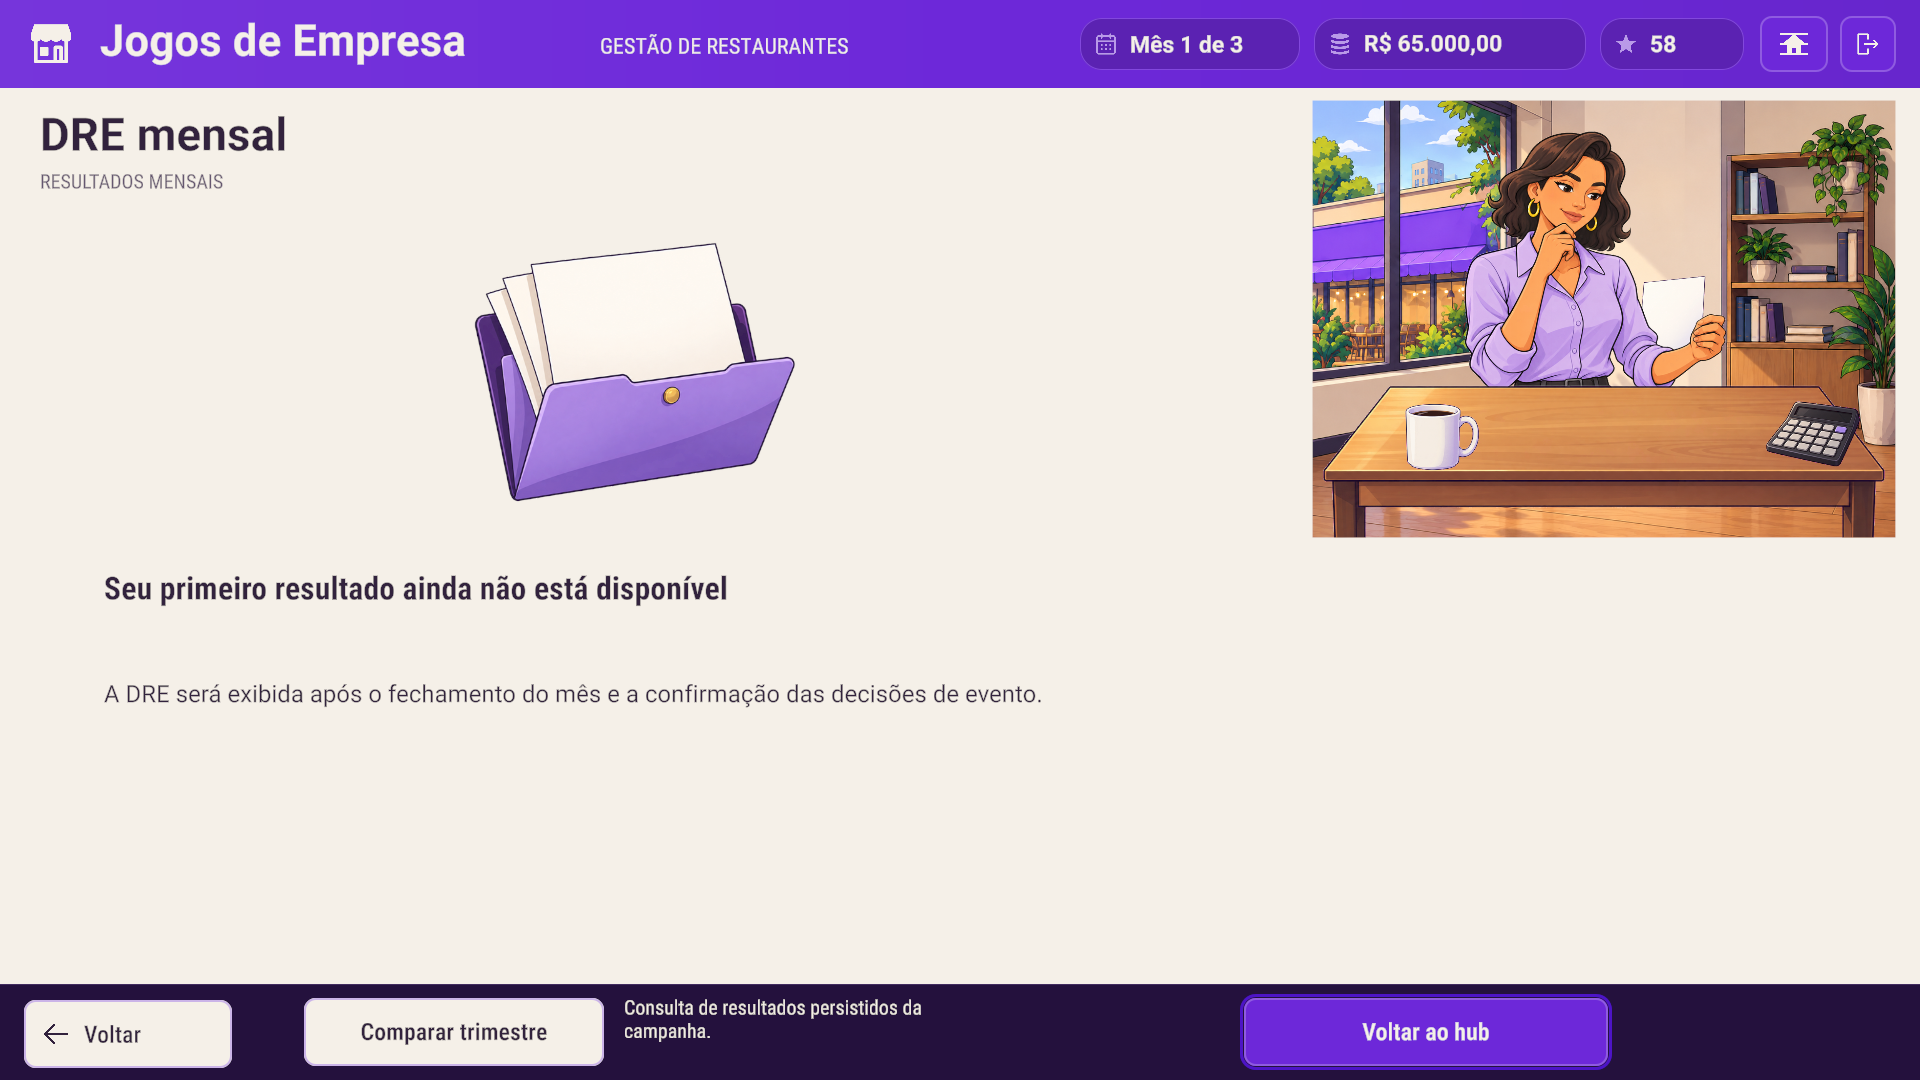 Jogos de Empresa
GESTÃO DE RESTAURANTES
Mês 1 de 3
R$ 65.000,00
58
DRE mensal
RESULTADOS MENSAIS
Seu primeiro resultado ainda não está disponível
A DRE será exibida após o fechamento do mês e a confirmação das decisões de evento.
Voltar
Comparar trimestre
Consulta de resultados persistidos da
campanha.
Voltar ao hub